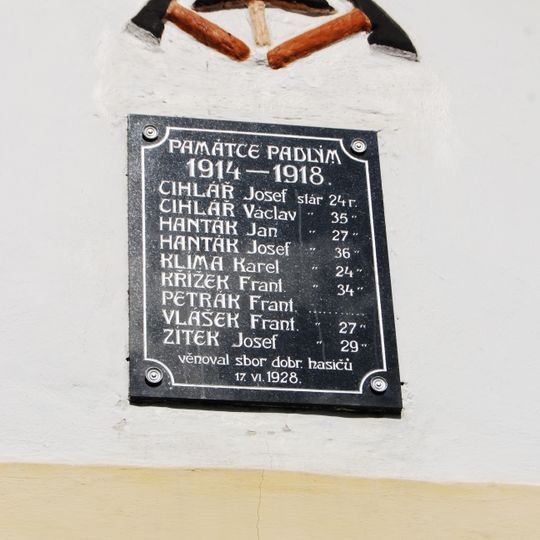 PAMÁTCE PADLÝM
1914 — 1918.
CIHLÁŘ Josef stár 24 r.
CIHLÁŘ Václav " 35 "
HANTÁK Jan " 27 "
HANTÁK Josef " 36 "
KLÍMA Karel " 24 "
KŘÍŽEK Frant. " 34 "
PETRÁK Frant. ............
VLÁŠEK Frant. " 27 "
ZÍTEK Josef " 29 "
věnoval sbor dobr. hasičů
17. VI. 1928.